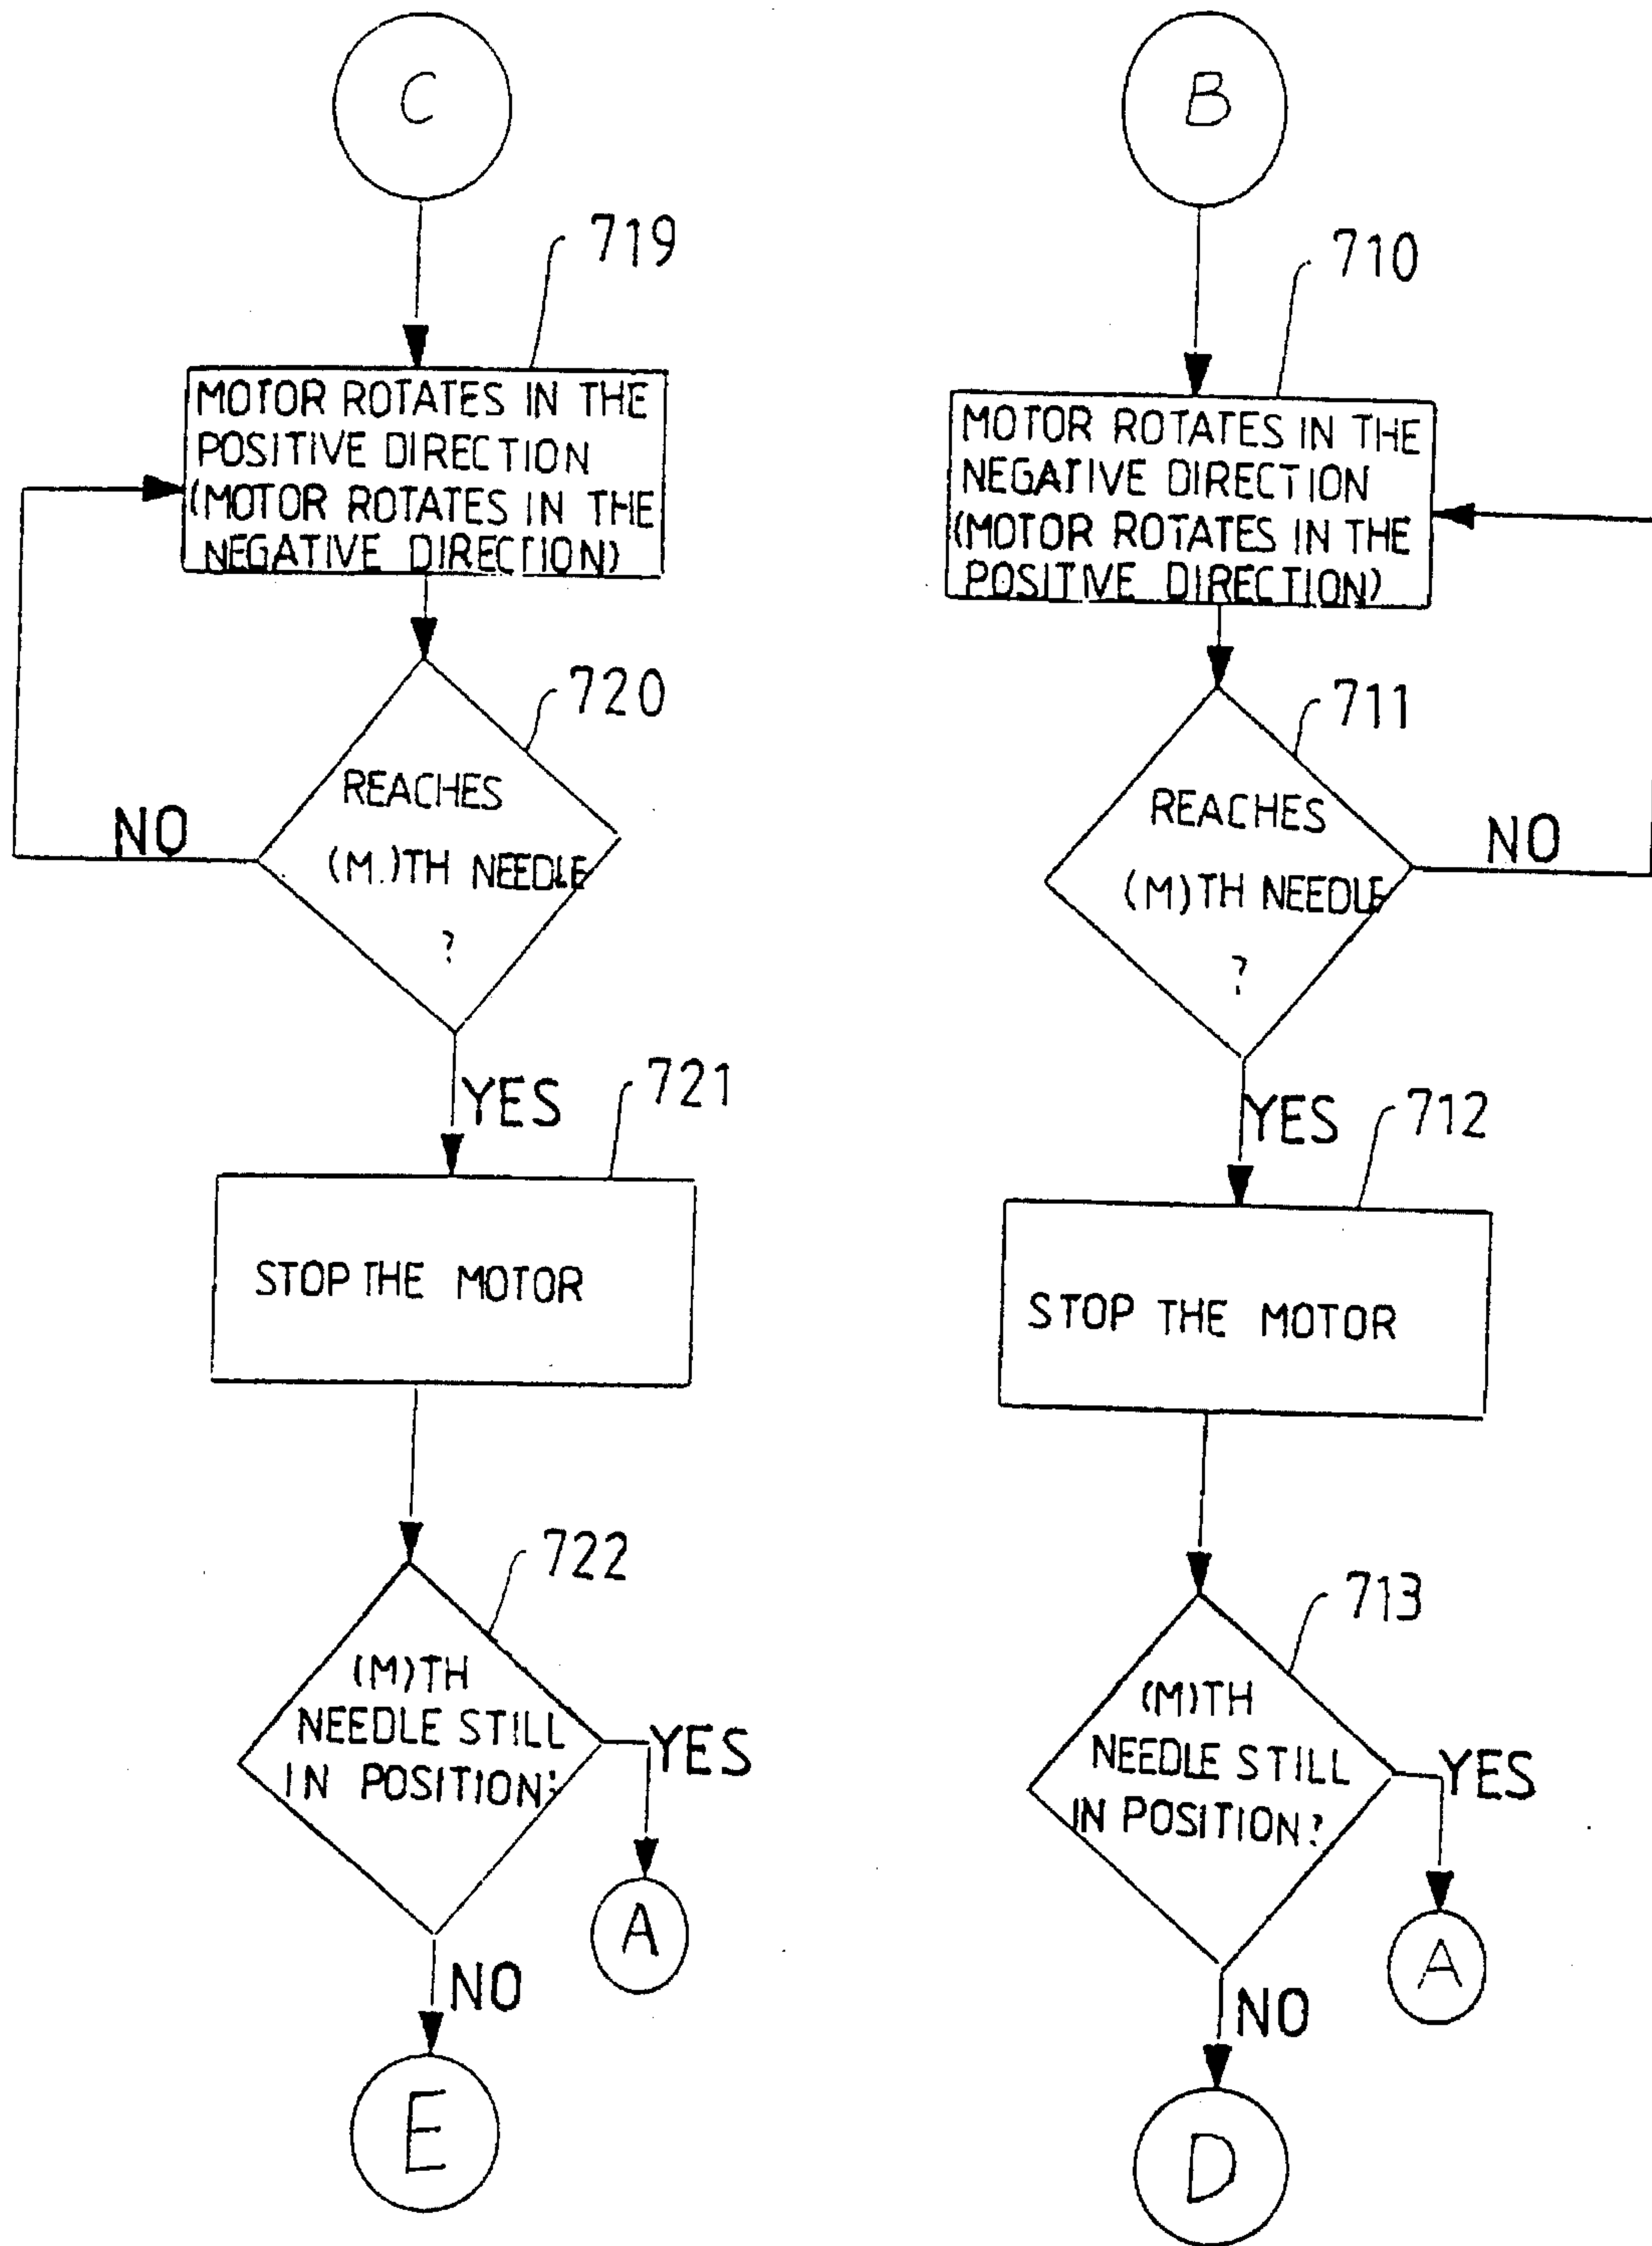 C
719
MOTOR ROTATES IN THE
POSITIVE DIRECTION
(MOTOR ROTATES IN THE
NEGATIVE DIRECTION)
720
REACHES
(M.)TH NEEDLE
?
NO
YES
721
STOP THE MOTOR
722
(M)TH
NEEDLE STILL
IN POSITION?
YES
A
NO
E
B
710
MOTOR ROTATES IN THE
NEGATIVE DIRECTION
(MOTOR ROTATES IN THE
POSITIVE DIRECTION)
711
REACHES
(M)TH NEEDLE
?
NO
YES
712
STOP THE MOTOR
713
(M)TH
NEEDLE STILL
IN POSITION?
YES
A
NO
D